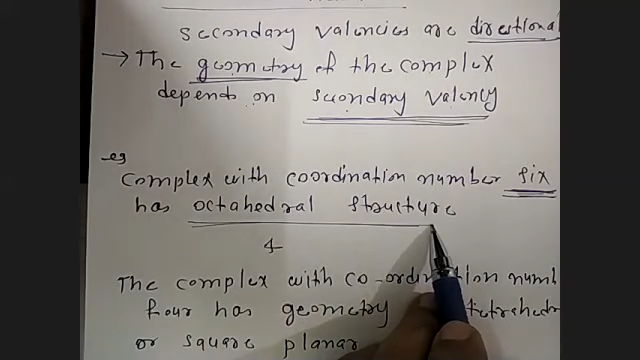 secondary valencies are directional
→ The geometry of the complex
depends on secondary valency
eg
Complex with coordination number six
has octahedral structure
4
The complex with co-ordination numb
four has geometry tetrahedr
or square planar